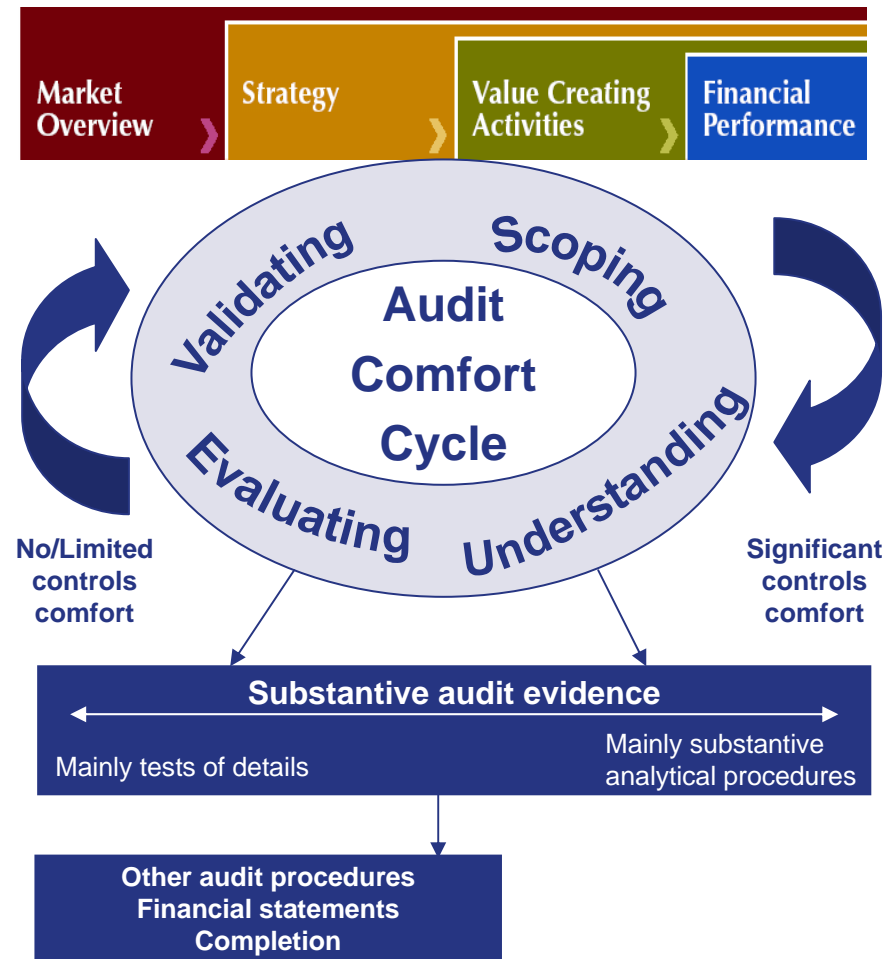 Market
Overview
Strategy
Value Creating
Activities
Financial
Performance
Validating
Scoping
Audit
Comfort
Cycle
Evaluating
Understanding
No/Limited
controls
comfort
Significant
controls
comfort
Substantive audit evidence
Mainly tests of details
Mainly substantive
analytical procedures
Other audit procedures
Financial statements
Completion